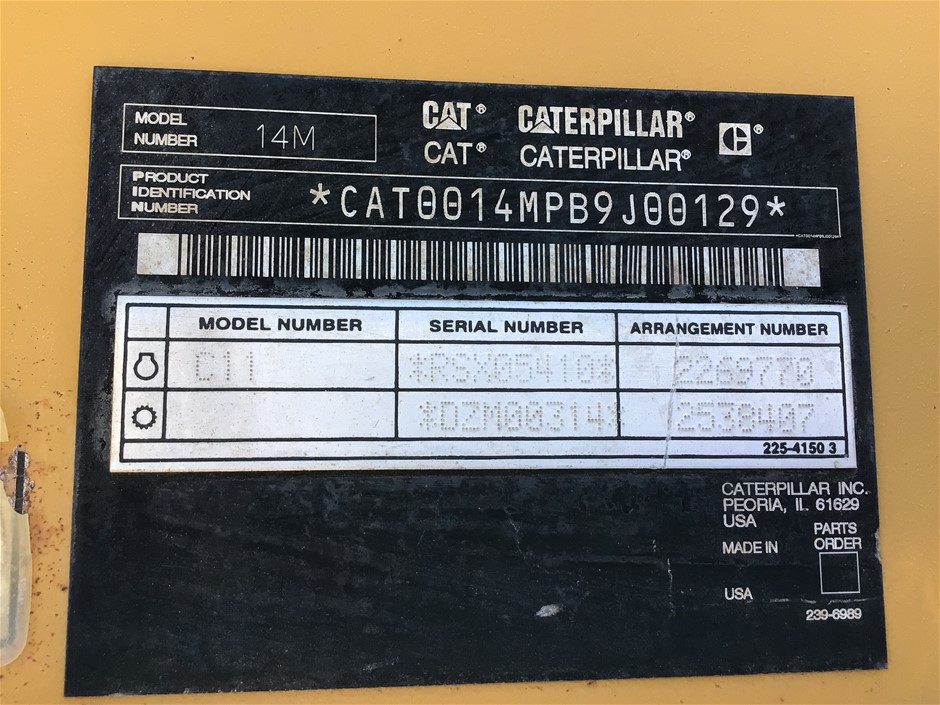 MODEL
NUMBER 14M
CAT® CATERPILLAR® C®
CAT® CATERPILLAR®
PRODUCT
IDENTIFICATION
NUMBER
*CAT0014MPB9J00129*
*CAT0014MPB9J00129*
MODEL NUMBER SERIAL NUMBER ARRANGEMENT NUMBER
C11 *RSX05410* 2269770
*DZM00314* 2538407
225-4150 3
CATERPILLAR INC.
PEORIA, IL 61629
USA
MADE IN
USA
PARTS
ORDER
239-6989